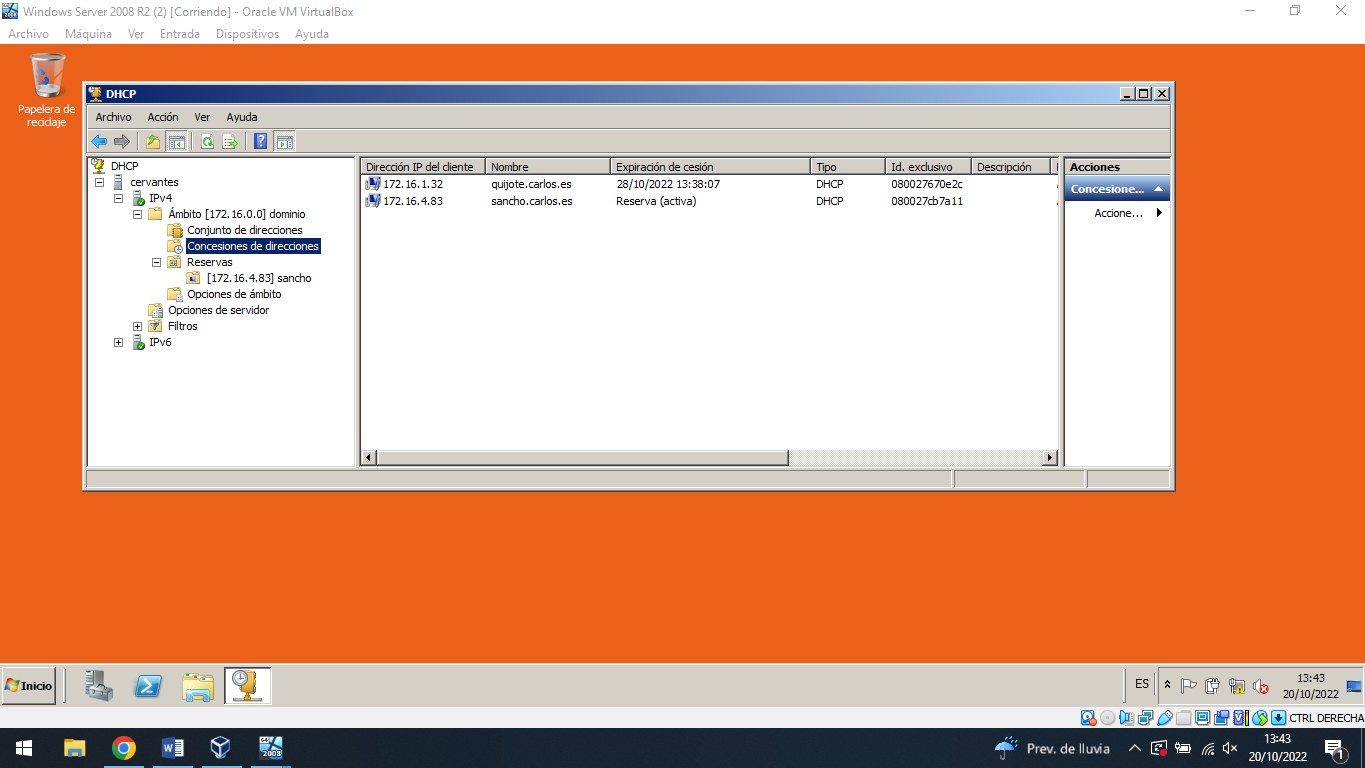 Windows Server 2008 R2 (2) [Corriendo] - Oracle VM VirtualBox
Archivo Máquina Ver Entrada Dispositivos Ayuda
Papelera de
reciclaje
DHCP
Archivo Acción Ver Ayuda
DHCP
cervantes
IPv4
Ámbito [172.16.0.0] dominio
Conjunto de direcciones
Concesiones de direcciones
Reservas
[172.16.4.83] sancho
Opciones de ámbito
Opciones de servidor
Filtros
IPv6
Dirección IP del cliente Nombre Expiración de cesión Tipo Id. exclusivo Descripción
172.16.1.32 quijote.carlos.es 28/10/2022 13:38:07 DHCP 080027670e2c
172.16.4.83 sancho.carlos.es Reserva (activa) DHCP 080027cb7a11
Acciones
Concesione...
Accione...
Inicio
ES
13:43
20/10/2022
CTRL DERECHA
64
2008
Prev. de lluvia
13:43
20/10/2022
1